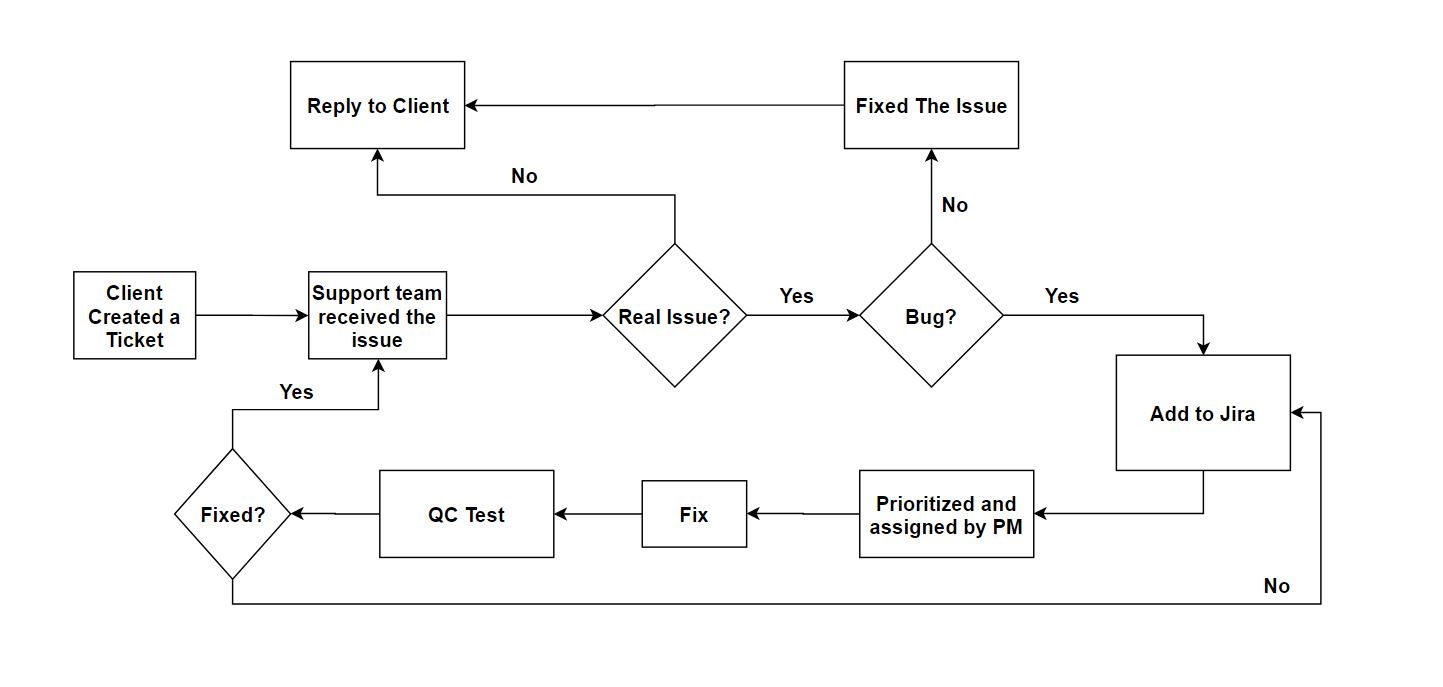 Reply to Client
Fixed The Issue
No
No
Client
Created a
Ticket
Support team
received the
issue
Real Issue?
Yes
Bug?
Yes
Yes
Add to Jira
Fixed?
QC Test
Fix
Prioritized and
assigned by PM
No